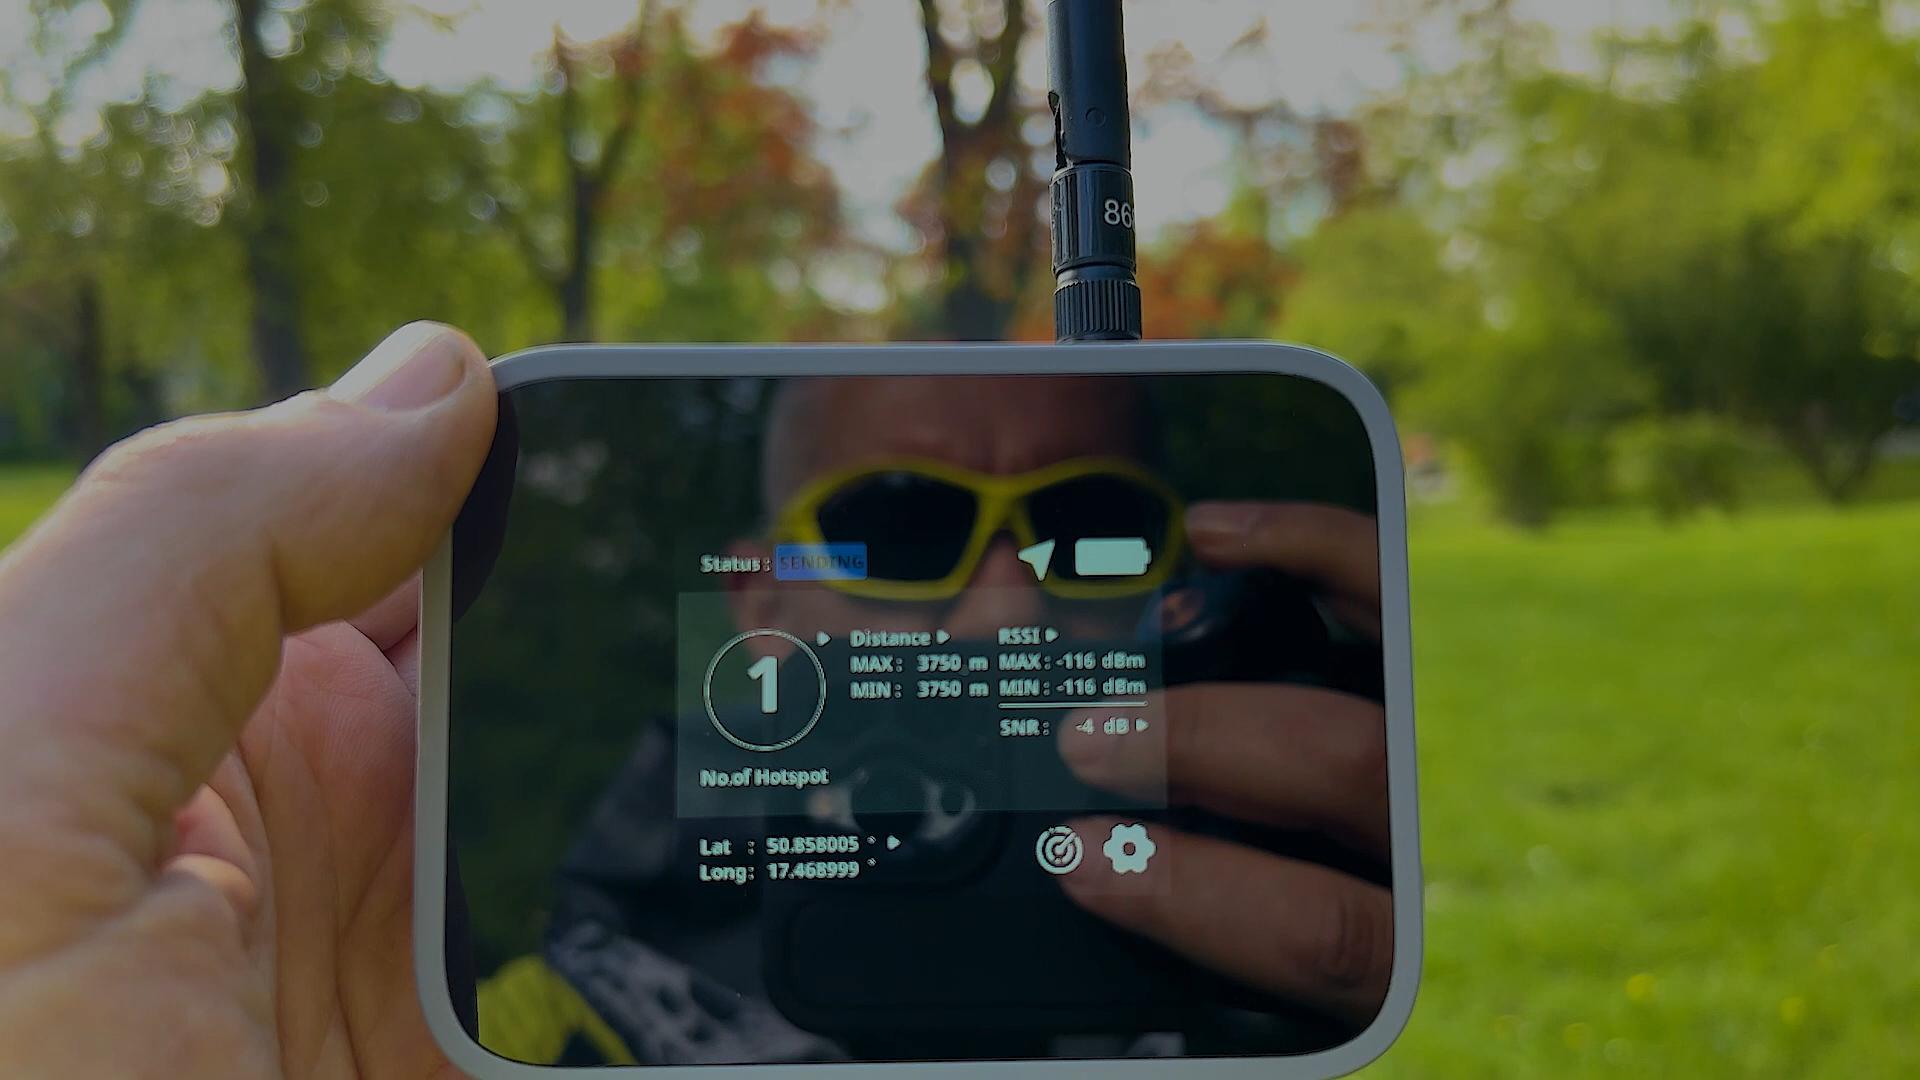 86
Status: SENDING
1
No.of Hotspot
Distance
MAX: 3750 m
MIN: 3750 m
RSSI
MAX: -116 dBm
MIN: -116 dBm
SNR: -4 dB
Lat : 50.858005 °
Long: 17.468999 °